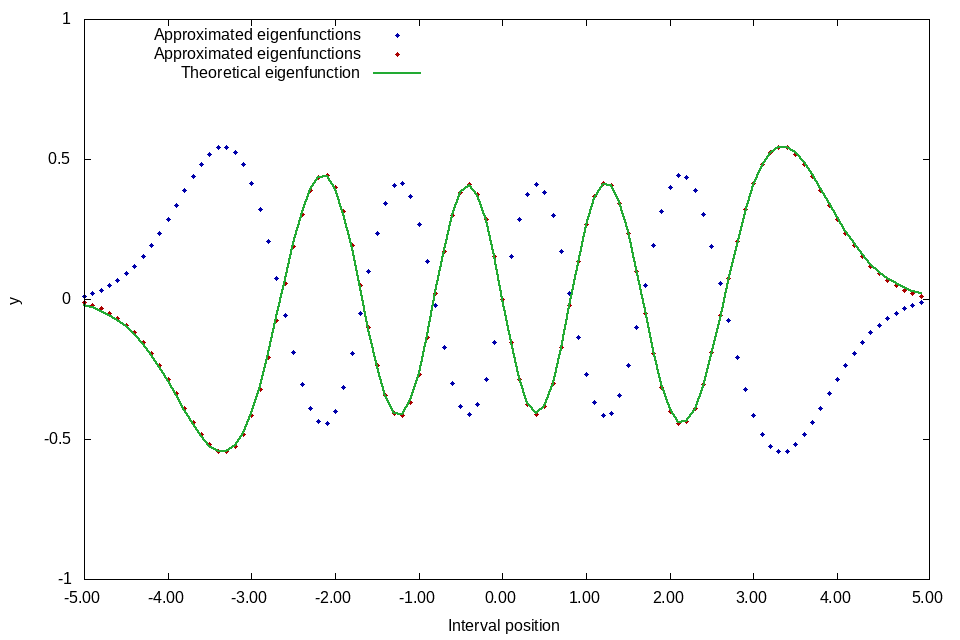 Approximated eigenfunctions
Approximated eigenfunctions
Theoretical eigenfunction
1
0.5
0
-0.5
-1
y
-5.00 -4.00 -3.00 -2.00 -1.00 0.00 1.00 2.00 3.00 4.00 5.00
Interval position